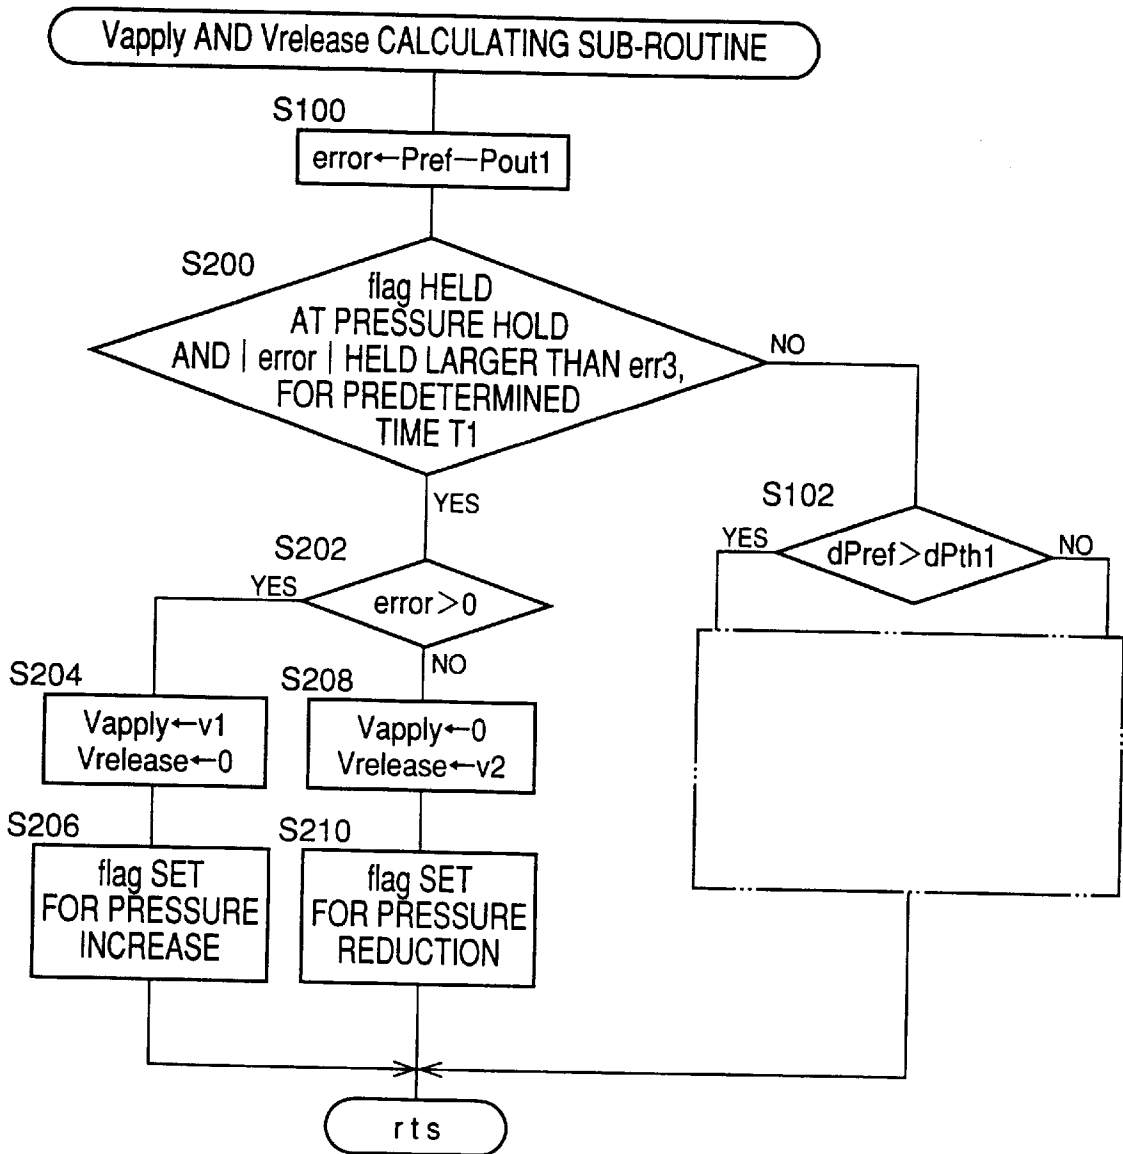 Vapply AND Vrelease CALCULATING SUB-ROUTINE
S100
error←Pref—Pout1
S200
flag HELD
AT PRESSURE HOLD
AND | error | HELD LARGER THAN err3,
FOR PREDETERMINED
TIME T1
NO
YES
S102
YES
dPref>dPth1
NO
S202
YES
error>0
NO
S204
Vapply←v1
Vrelease←0
S208
Vapply←0
Vrelease←v2
S206
flag SET
FOR PRESSURE
INCREASE
S210
flag SET
FOR PRESSURE
REDUCTION
rts